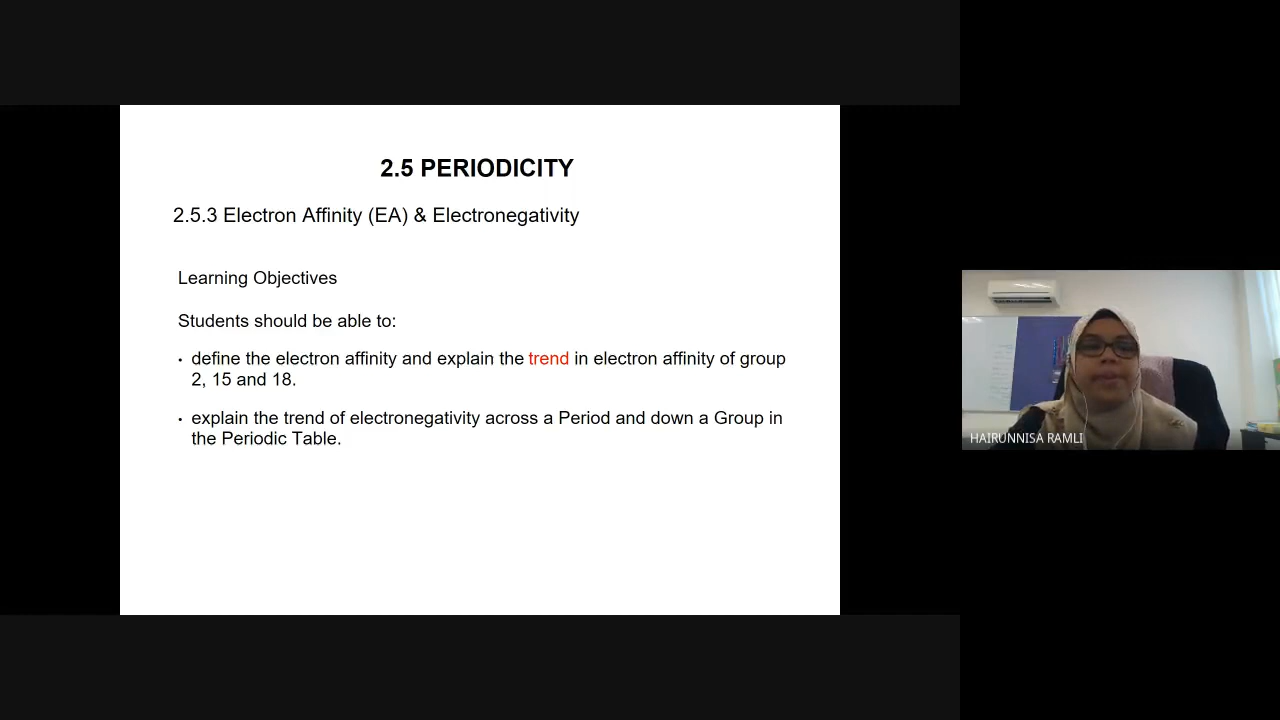 2.5 PERIODICITY
2.5.3 Electron Affinity (EA) & Electronegativity
Learning Objectives
Students should be able to:
• define the electron affinity and explain the trend in electron affinity of group
2, 15 and 18.
• explain the trend of electronegativity across a Period and down a Group in
the Periodic Table.
HAIRUNNISA RAMLI